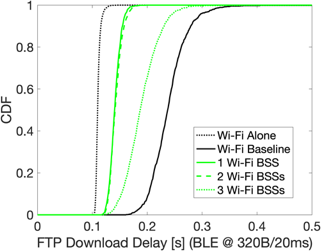 1
0.8
0.6
0.4
0.2
0
CDF
Wi-Fi Alone
Wi-Fi Baseline
1 Wi-Fi BSS
2 Wi-Fi BSSs
3 Wi-Fi BSSs
0 0.1 0.2 0.3 0.4 0.5
FTP Download Delay [s] (BLE @ 320B/20ms)